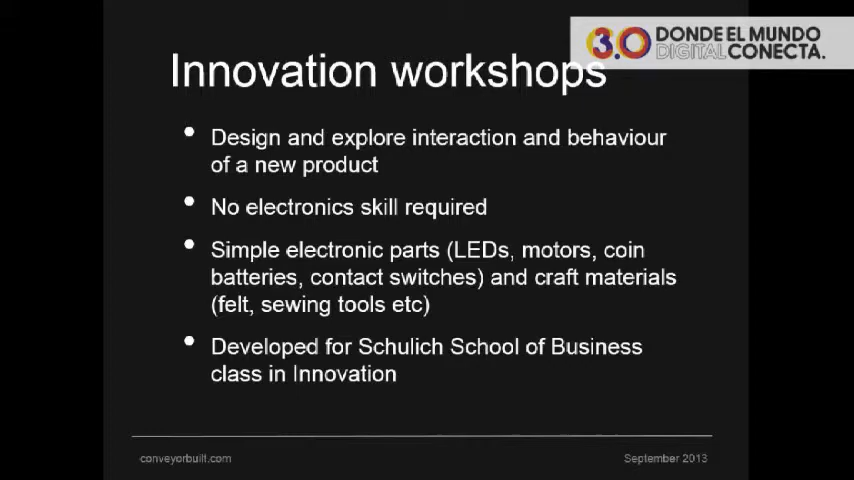 3.0 DONDE EL MUNDO
DIGITAL CONECTA.
Innovation workshops
• Design and explore interaction and behaviour
of a new product
• No electronics skill required
• Simple electronic parts (LEDs, motors, coin
batteries, contact switches) and craft materials
(felt, sewing tools etc)
• Developed for Schulich School of Business
class in Innovation
conveyorbuilt.com
September 2013